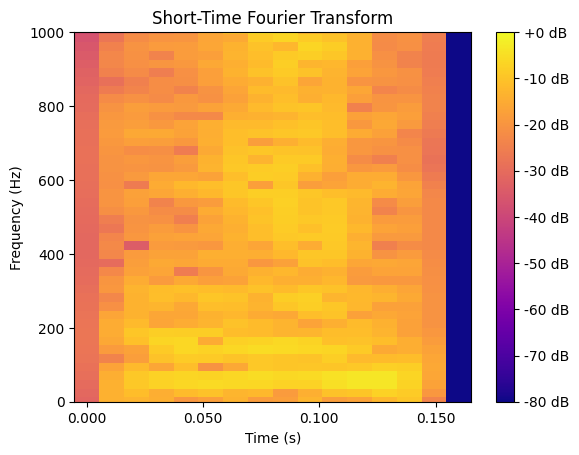 Short-Time Fourier Transform
1000
800
600
400
200
0
Frequency (Hz)
0.000
0.050
0.100
0.150
Time (s)
+0 dB
-10 dB
-20 dB
-30 dB
-40 dB
-50 dB
-60 dB
-70 dB
-80 dB